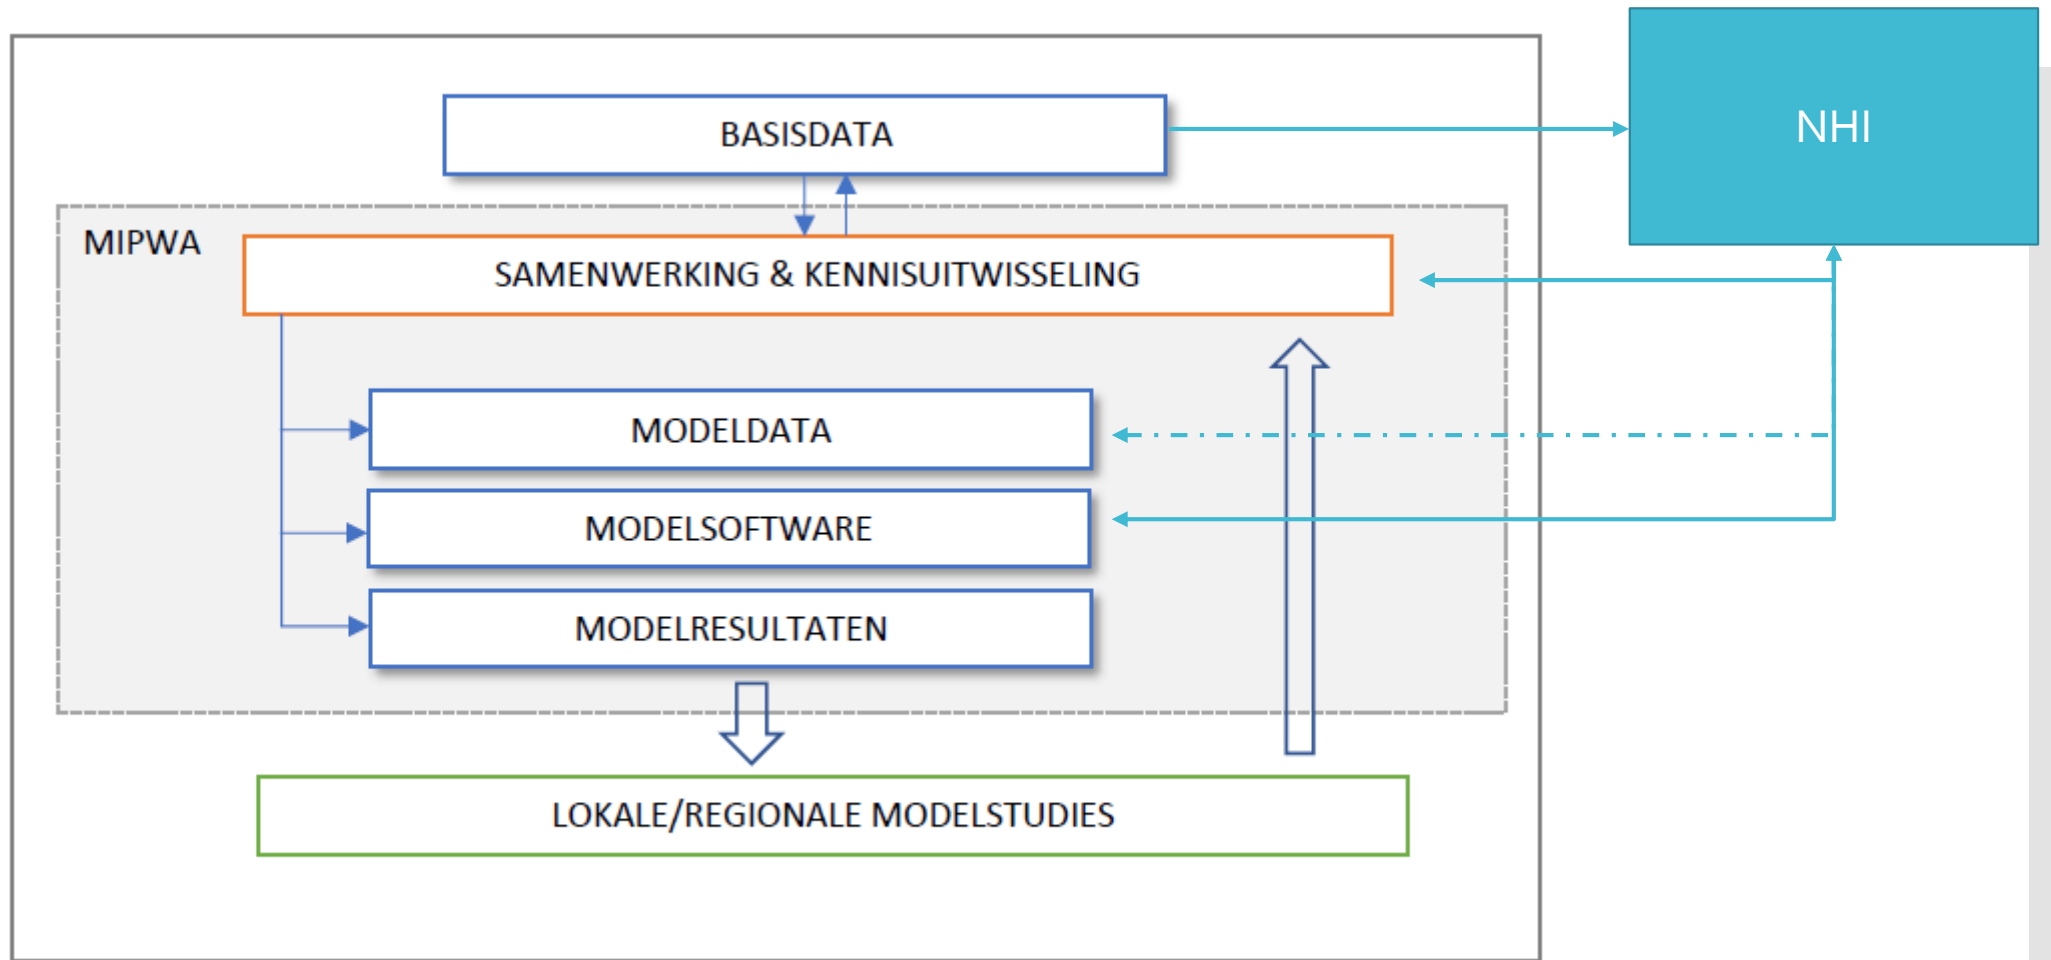 NHI
BASISDATA
MIPWA
SAMENWERKING & KENNISUITWISSELING
MODELDATA
MODELSOFTWARE
MODELRESULTATEN
LOKALE/REGIONALE MODELSTUDIES